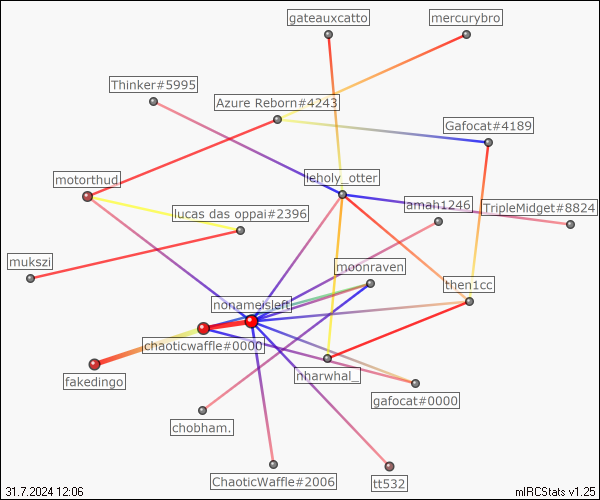 gateauxcatto
mercurybro
Thinker#5995
Azure Reborn#4243
Gafocat#4189
motorthud_
leholy_otter
amah1246_
TripleMidget#8824
lucas das oppai#2396
mukszi
moonraven
then1cc
nonameisleft
chaoticwaffle#0000
fakedingo
nharwhal_
gafocat#0000
chobham.
ChaoticWaffle#2006
tt532
31.7.2024 12:06
mIRCStats v1.25